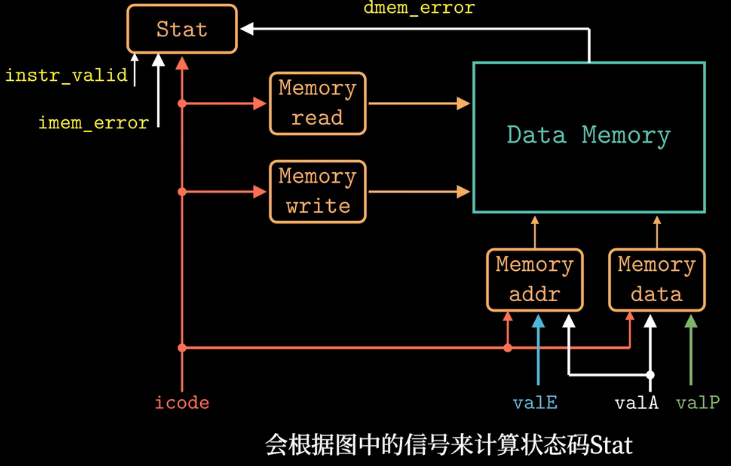 dmem_error
Stat
instr_valid
imem_error
Memory
read
Data Memory
Memory
write
Memory
addr
Memory
data
icode
valE
valA
valP
会根据图中的信号来计算状态码Stat